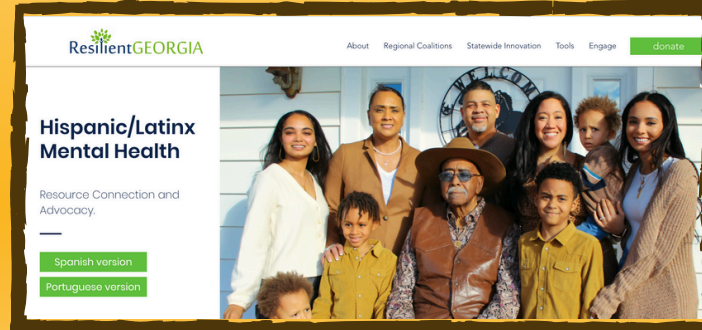 ResilientGEORGIA
About Regional Coalitions Statewide Innovation Tools Engage donate
Hispanic/Latinx
Mental Health
Resource Connection and
Advocacy.
Spanish version
Portuguese version
WELCOM